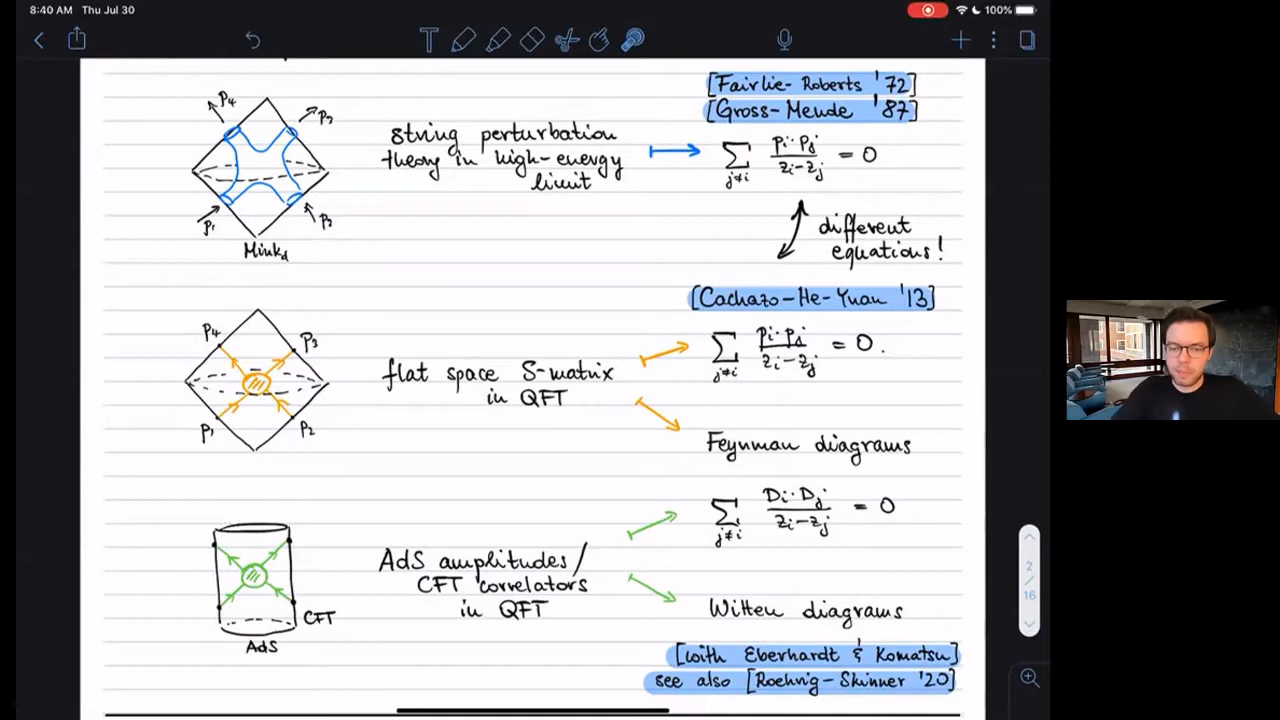 8:40 AM Thu Jul 30
100%
[Fairlie-Roberts '72]
[Gross-Mende '87]
P4
P3
string perturbation
theory in high-energy
limit
∑ j≠i pi·pj / zi-zj = 0
P1
P2
Minkd
different
equations!
[Cachazo-He-Yuan '13]
P4
P3
flat space S-matrix
in QFT
∑ j≠i pi·pj / zi-zj = 0.
P1
P2
Feynman diagrams
∑ j≠i Di·Dj / zi-zj = 0
AdS amplitudes/
CFT correlators
in QFT
CFT
AdS
Witten diagrams
[with Eberhardt & Komatsu]
see also [Roehrig-Skinner '20]
2
/
16